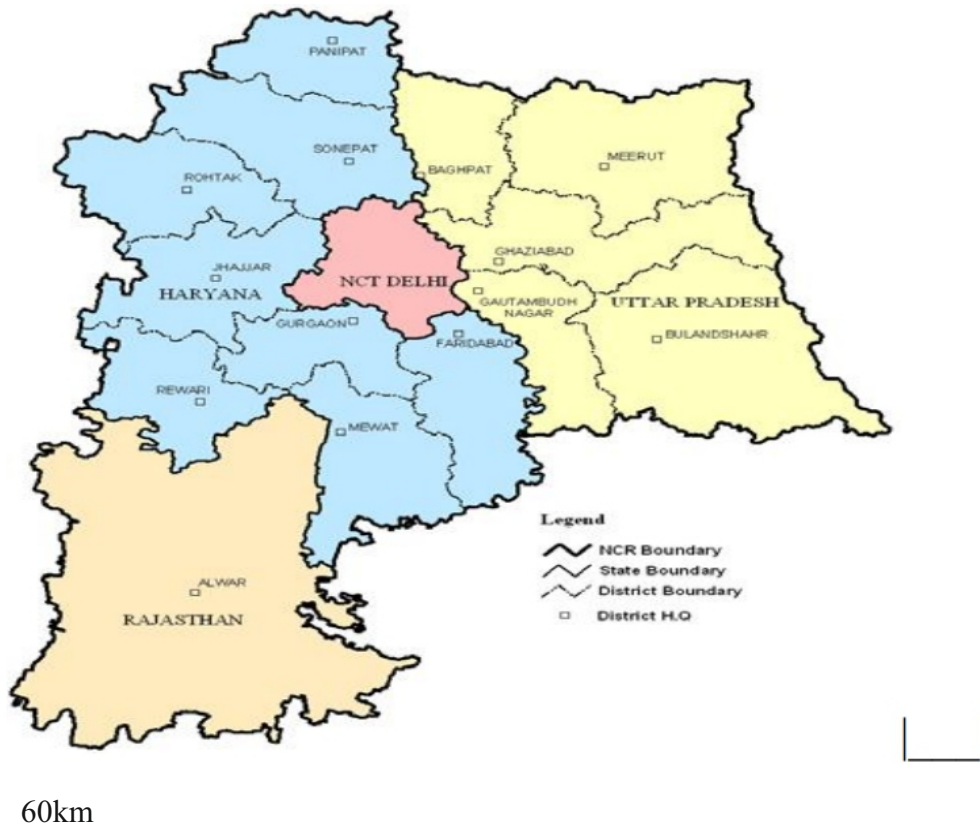 PANIPAT
SONEPAT
BAGHPAT
MEERUT
ROHTAK
GHAZIABAD
JHAJJAR
NCT DELHI
HARYANA
GAUTAMBUDH
NAGAR
UTTAR PRADESH
GURGAON
FARIDABAD
BULANDSHAHR
REWARI
MEWAT
Legend
NCR Boundary
State Boundary
District Boundary
District H.Q
ALWAR
RAJASTHAN
60km